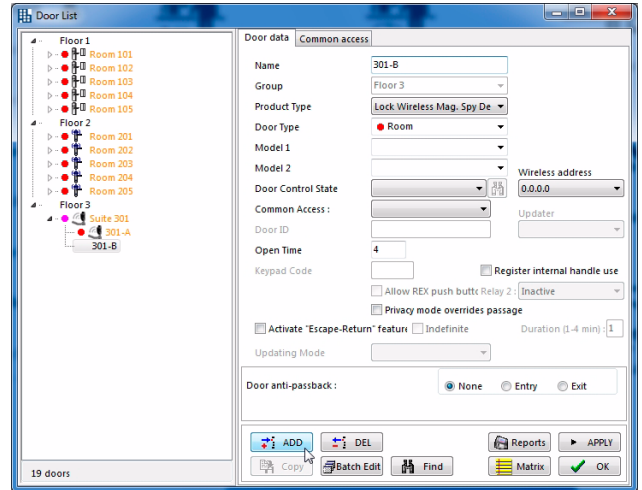 Door List
Floor1
Room 101
Room 102
Room 103
Room 104
Room 105
Floor 2
Room 201
Room 202
Room 203
Room 204
Room 205
Floor 3
Suite 301
301-A
301-B
19 doors
Door data Common access
Name 301-B
Group Floor 3
Product Type Lock Wireless Mag. Spy De
Door Type Room
Model 1
Model 2
Wireless address
Door Control State 0.0.0.0
Common Access :
Updater
Door ID
Open Time 4
Keypad Code Register internal handle use
Allow REX push buttc Relay 2 : Inactive
Privacy mode overrides passage
Activate "Escape-Return" feature Indefinite Duration (1-4 min) : 1
Updating Mode
Door anti-passback : None Entry Exit
ADD DEL Reports APPLY
Copy Batch Edit Find Matrix OK